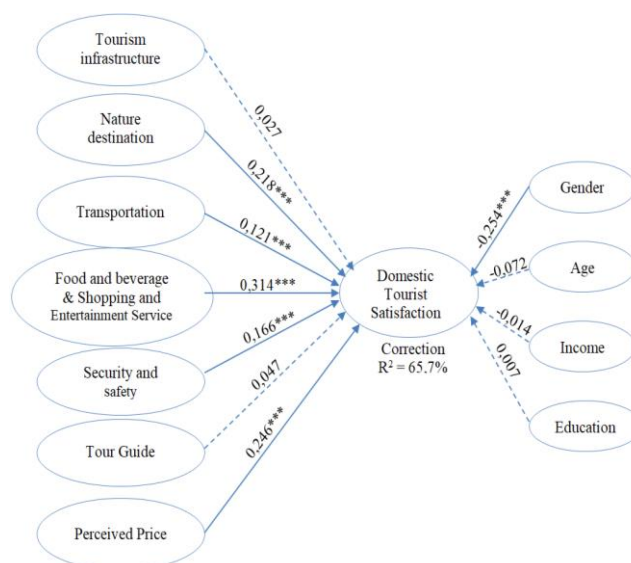 Tourism
infrastructure
0,027
Nature
destination
0,218***
Transportation
0,121***
Food and beverage
& Shopping and
Entertainment Service
0,314***
Security and
safety
0,166***
Tour Guide
0,047
Perceived Price
0,246***
Domestic
Tourist
Satisfaction
Correction
R² = 65,7%
Gender
-0,254***
Age
-0,072
Income
-0,014
Education
0,007